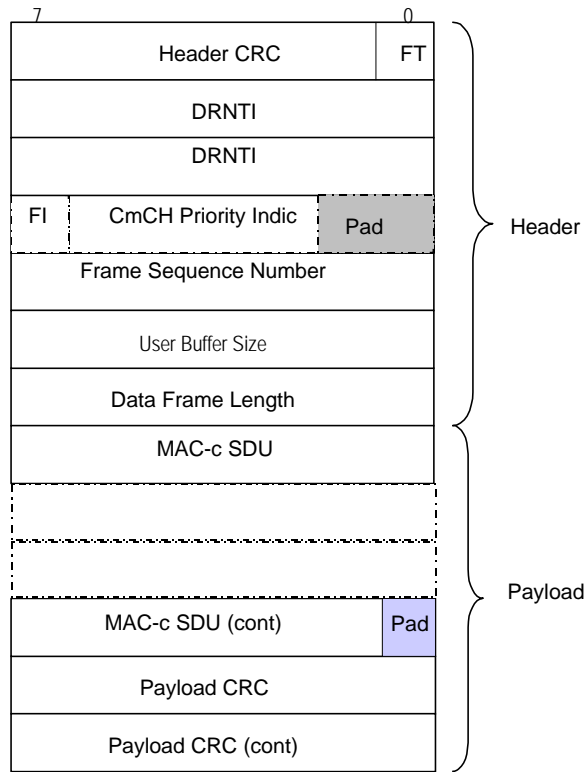 7 0
Header CRC FT
DRNTI
DRNTI
FI CmCH Priority Indic Pad
Header
Frame Sequence Number
User Buffer Size
Data Frame Length
MAC-c SDU
Payload
MAC-c SDU (cont) Pad
Payload CRC
Payload CRC (cont)